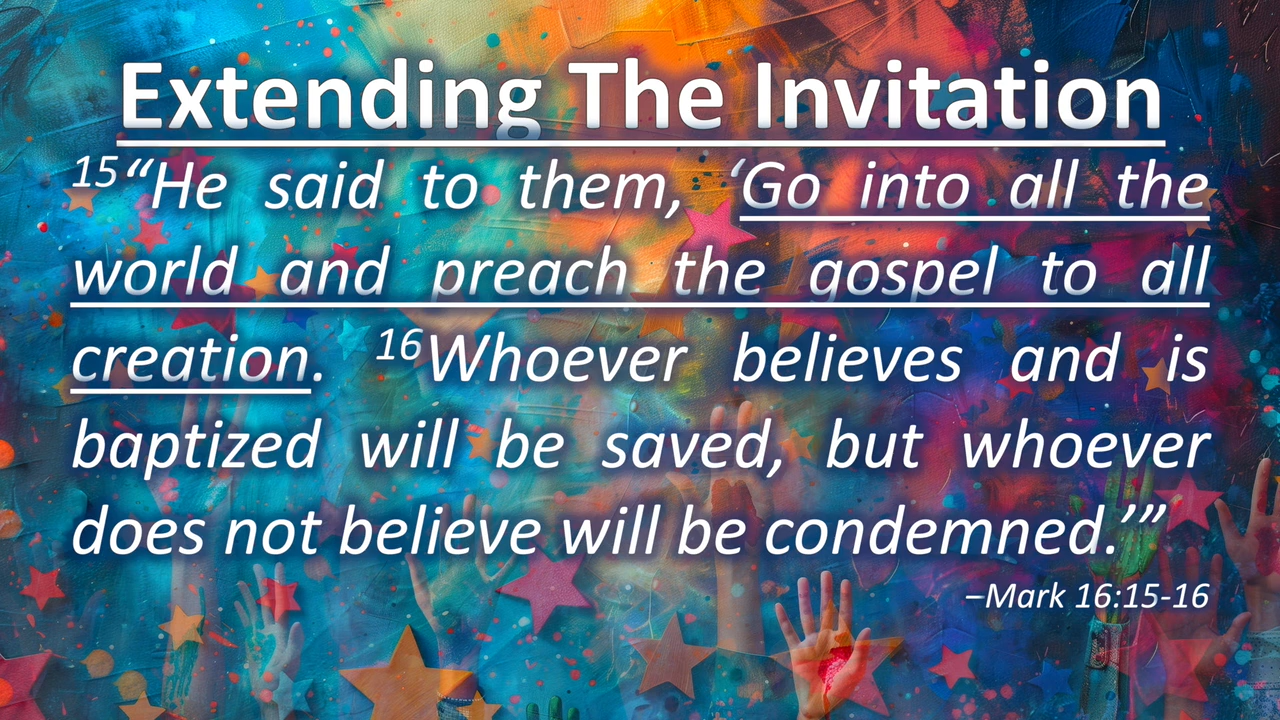 Extending The Invitation
15“He said to them, ‘Go into all the
world and preach the gospel to all
creation. 16Whoever believes and is
baptized will be saved, but whoever
does not believe will be condemned.’”
–Mark 16:15-16